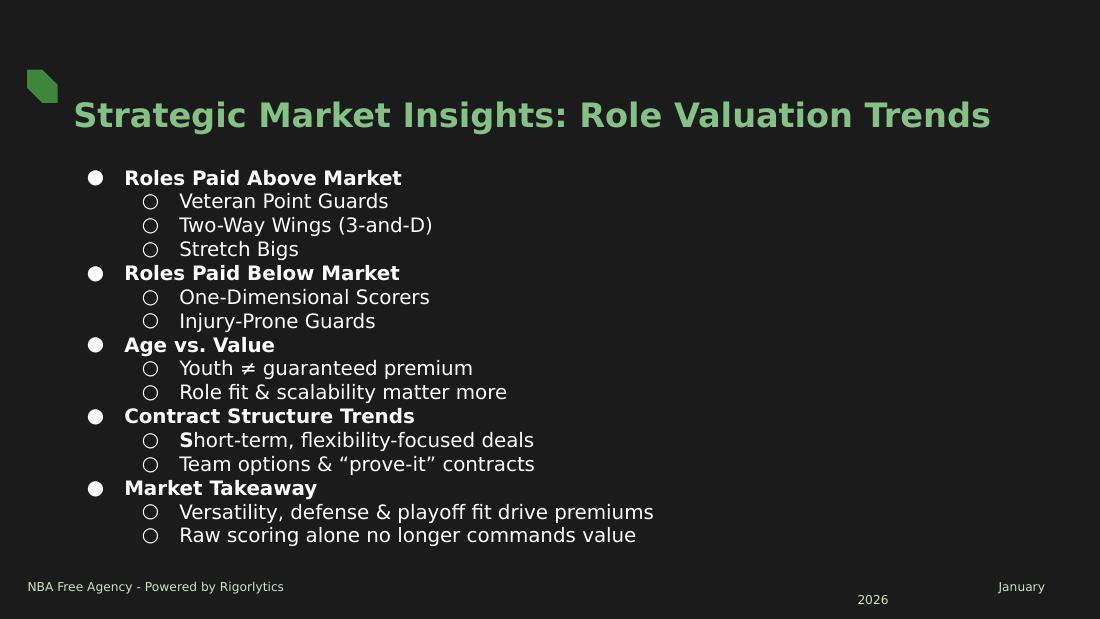 Strategic Market Insights: Role Valuation Trends
● Roles Paid Above Market
○ Veteran Point Guards
○ Two-Way Wings (3-and-D)
○ Stretch Bigs
● Roles Paid Below Market
○ One-Dimensional Scorers
○ Injury-Prone Guards
● Age vs. Value
○ Youth ≠ guaranteed premium
○ Role fit & scalability matter more
● Contract Structure Trends
○ Short-term, flexibility-focused deals
○ Team options & “prove-it” contracts
● Market Takeaway
○ Versatility, defense & playoff fit drive premiums
○ Raw scoring alone no longer commands value
NBA Free Agency - Powered by Rigorlytics
January
2026